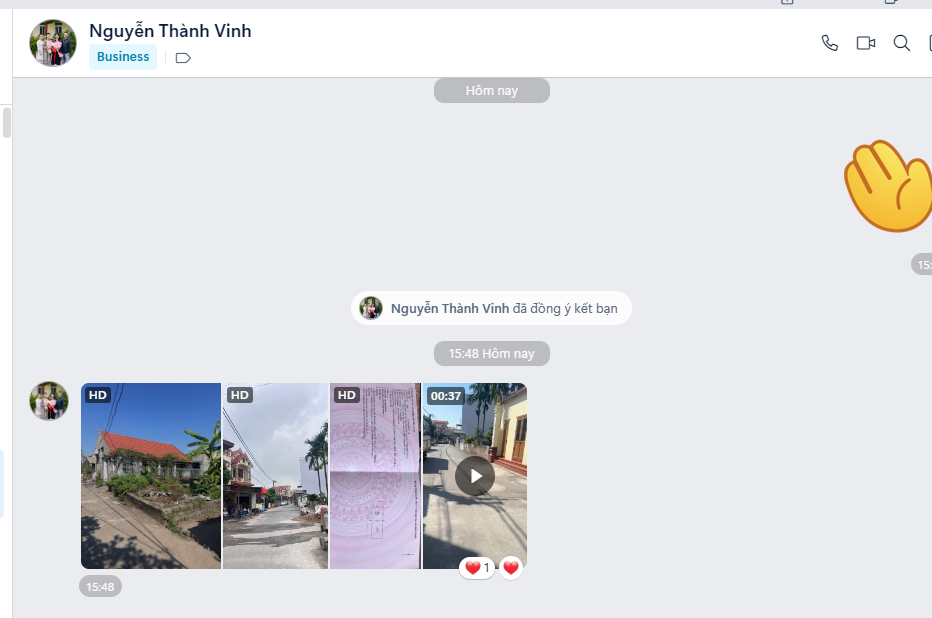 Nguyễn Thành Vinh
Business
Hôm nay
15:
Nguyễn Thành Vinh đã đồng ý kết bạn
15:48 Hôm nay
HD
HD
HD
00:37
1
15:48